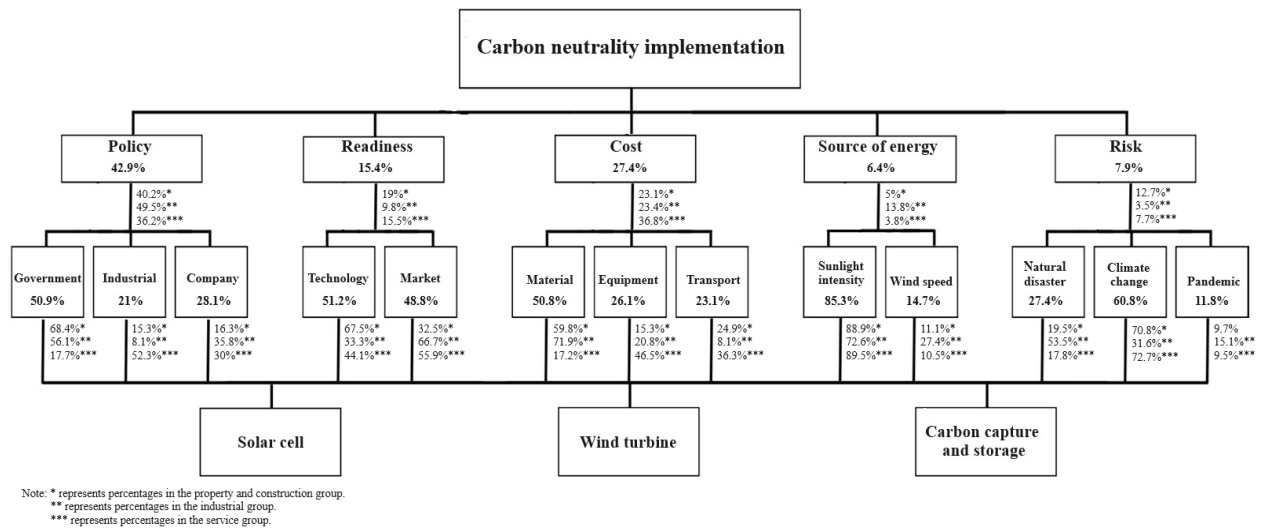 Carbon neutrality implementation
Policy
42.9%
Readiness
15.4%
Cost
27.4%
Source of energy
6.4%
Risk
7.9%
40.2%*
49.5%**
36.2%***
19%*
9.8%**
15.5%***
23.1%*
23.4%**
36.8%***
5%*
13.8%**
3.8%***
12.7%*
3.5%**
7.7%***
Government
50.9%
Industrial
21%
Company
28.1%
Technology
51.2%
Market
48.8%
Material
50.8%
Equipment
26.1%
Transport
23.1%
Sunlight
intensity
85.3%
Wind speed
14.7%
Natural
disaster
27.4%
Climate
change
60.8%
Pandemic
11.8%
68.4%*
56.1%**
17.7%***
15.3%*
8.1%**
52.3%***
16.3%*
35.8%**
30%***
67.5%*
33.3%**
44.1%***
32.5%*
66.7%**
55.9%***
59.8%*
71.9%**
17.2%***
15.3%*
20.8%**
46.5%***
24.9%*
8.1%**
36.3%***
88.9%*
72.6%**
89.5%***
11.1%*
27.4%**
10.5%***
19.5%*
53.5%**
17.8%***
70.8%*
31.6%**
72.7%***
9.7%
15.1%**
9.5%***
Solar cell
Wind turbine
Carbon capture
and storage
Note: * represents percentages in the property and construction group.
** represents percentages in the industrial group.
*** represents percentages in the service group.